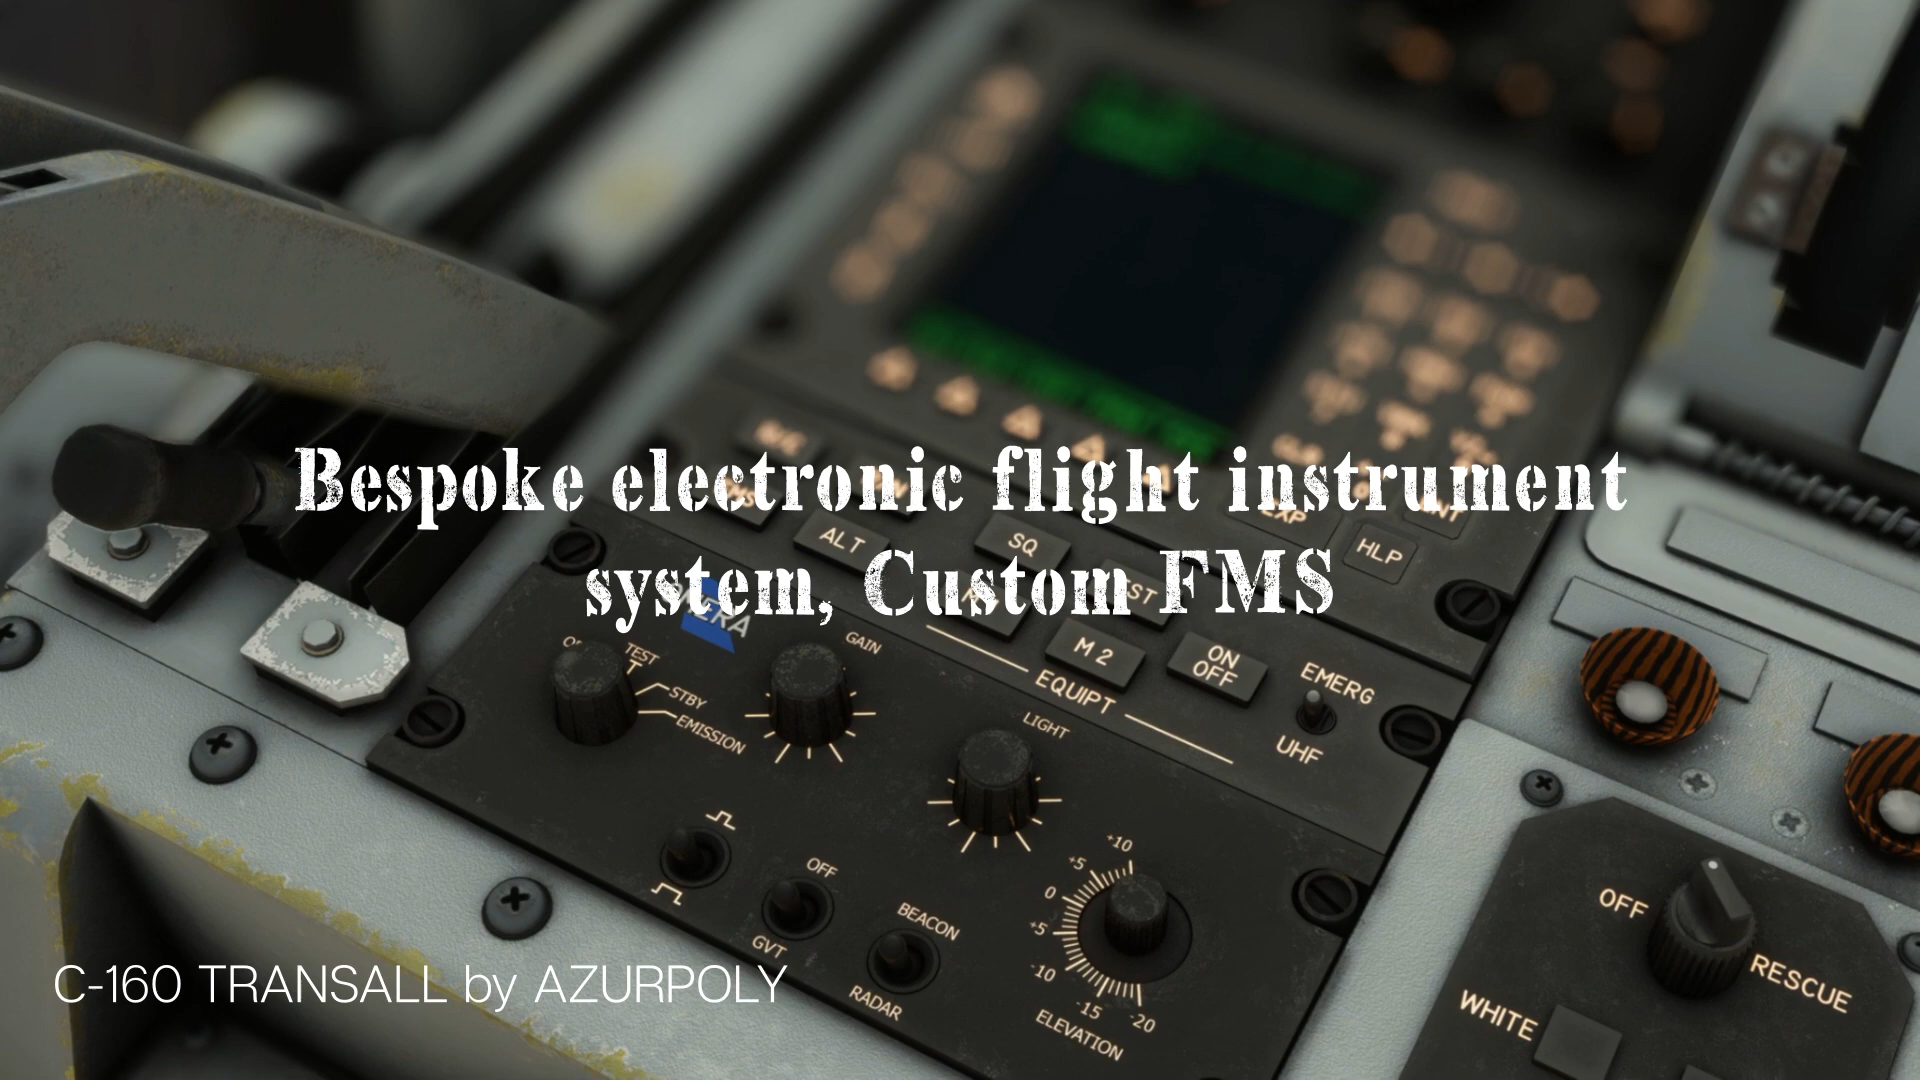 Bespoke electronic flight instrument
system, Custom FMS
ALT
SQ
HLP
M 2
ON
OFF
EMERG
EQUIPT
UHF
TEST
STBY
EMISSION
GAIN
LIGHT
OFF
GVT
BEACON
RADAR
+10
+5
0
+5
-10
-15
-20
ELEVATION
OFF
RESCUE
WHITE
C-160 TRANSALL by AZURPOLY